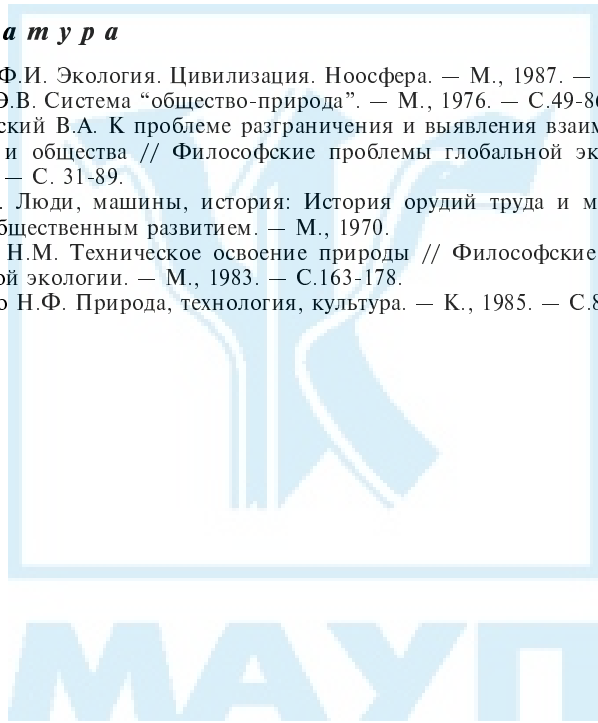 а т у р а
Ф.И. Экология. Цивилизация. Ноосфера. — М., 1987. —
Э.В. Система “общество-природа”. — М., 1976. — С.49-86
ский В.А. К проблеме разграничения и выявления взаим
и общества // Философские проблемы глобальной эк
— С. 31-89.
. Люди, машины, история: История орудий труда и м
бщественным развитием. — М., 1970.
Н.М. Техническое освоение природы // Философские
ой экологии. — М., 1983. — С.163-178.
о Н.Ф. Природа, технология, культура. — К., 1985. — С.8
МАУП